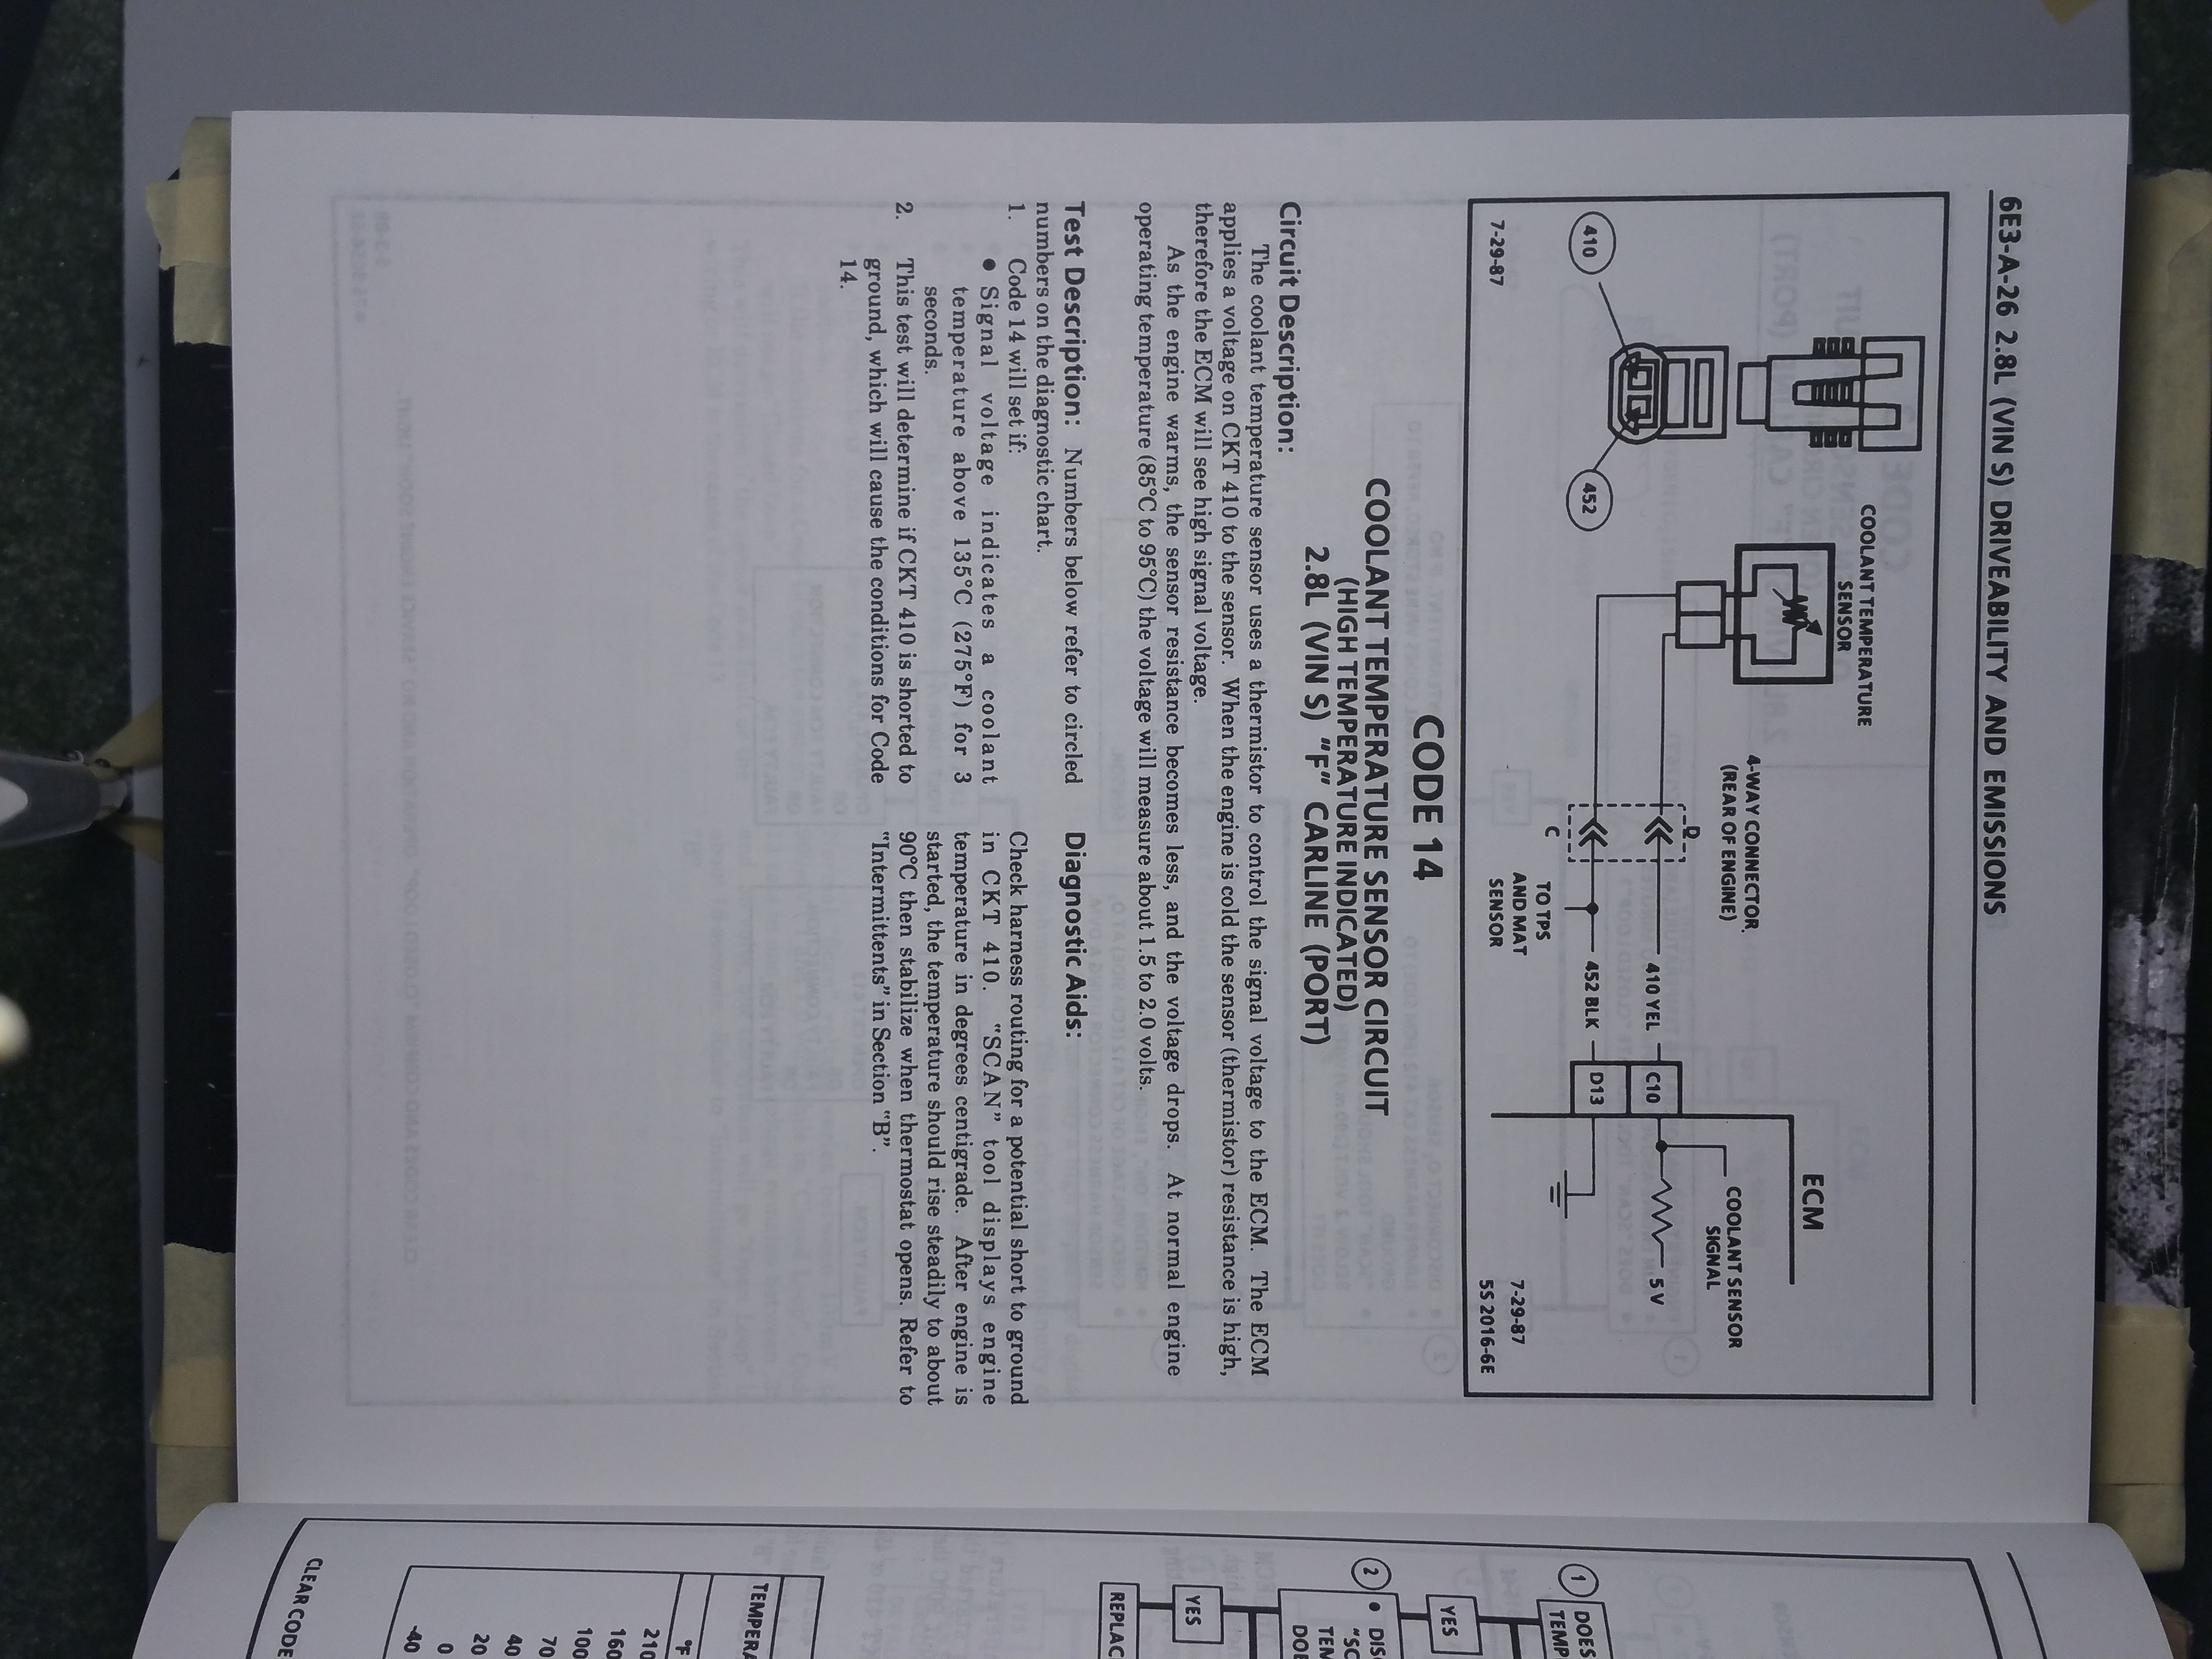 6E3-A-26 2.8L (VIN S) DRIVEABILITY AND EMISSIONS
COOLANT TEMPERATURE
SENSOR
4-WAY CONNECTOR
(REAR OF ENGINE)
ECM
COOLANT SENSOR
SIGNAL
D
410 YEL
C10
5 V
410
452
C
452 BLK
D13
TO TPS
AND MAT
SENSOR
7-29-87
7-29-87
5S 2016-6E
CODE 14
COOLANT TEMPERATURE SENSOR CIRCUIT
(HIGH TEMPERATURE INDICATED)
2.8L (VIN S) "F" CARLINE (PORT)
Circuit Description:
The coolant temperature sensor uses a thermistor to control the signal voltage to the ECM. The ECM
applies a voltage on CKT 410 to the sensor. When the engine is cold the sensor (thermistor) resistance is high,
therefore the ECM will see high signal voltage.
As the engine warms, the sensor resistance becomes less, and the voltage drops. At normal engine
operating temperature (85°C to 95°C) the voltage will measure about 1.5 to 2.0 volts.
Test Description: Numbers below refer to circled
numbers on the diagnostic chart.
1. Code 14 will set if:
● Signal voltage indicates a coolant
temperature above 135°C (275°F) for 3
seconds.
2. This test will determine if CKT 410 is shorted to
ground, which will cause the conditions for Code
14.
Diagnostic Aids:
Check harness routing for a potential short to ground
in CKT 410. "SCAN" tool displays engine
temperature in degrees centigrade. After engine is
started, the temperature should rise steadily to about
90°C then stabilize when thermostat opens. Refer to
"Intermittents" in Section "B".
1
DOES
TEMP
YES
2
● DIS
"SC
TEM
DOE
YES
REPLAC
TEMPERA
°F
210
160
100
70
40
20
0
-40
CLEAR CODE